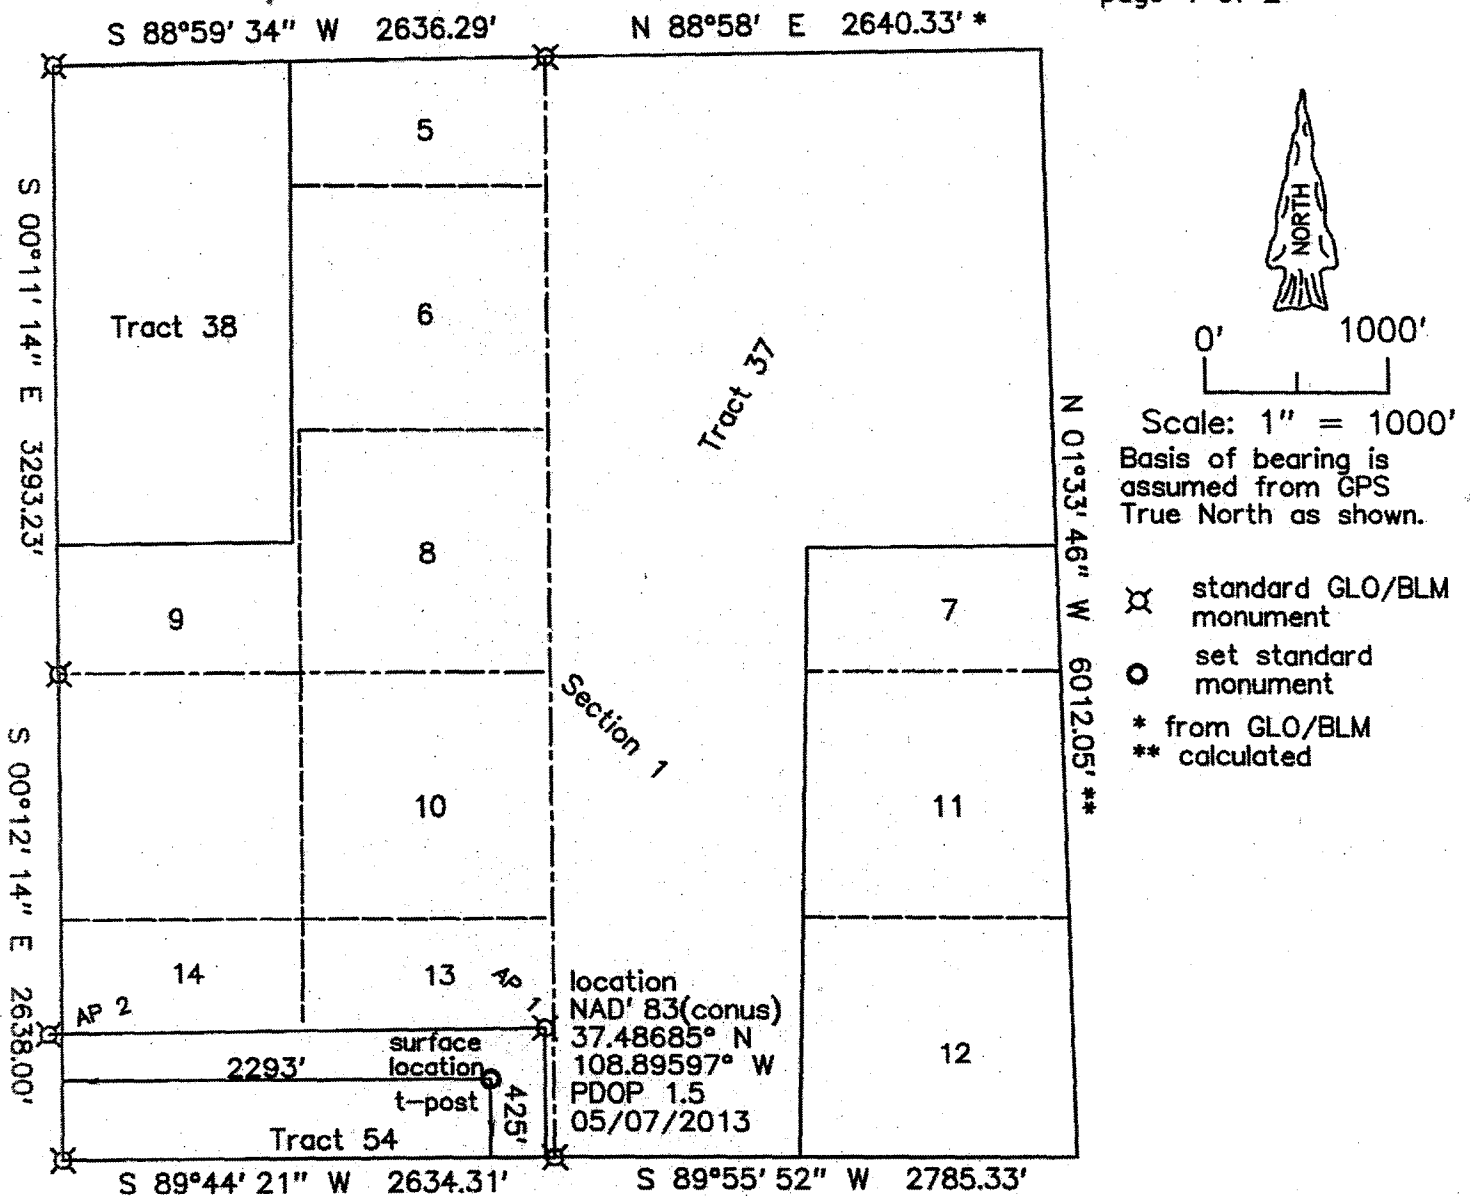 S 88°59' 34" W 2636.29'
N 88°58' E 2640.33' *
5
6
Tract 38
Tract 37
S 00°11' 14" E 3293.23'
NORTH
0' 1000'
Scale: 1" = 1000'
Basis of bearing is
assumed from GPS
True North as shown.
N 01°33' 46" W 6012.05' **
8
9
7
standard GLO/BLM
monument
set standard
monument
* from GLO/BLM
** calculated
Section 1
S 00°12' 14" E 2638.00'
10
11
14
13
AP 2
AP 1
location
NAD' 83(conus)
37.48685° N
108.89597° W
PDOP 1.5
05/07/2013
12
surface
location
2293'
t-post
425'
Tract 54
S 89°44' 21" W 2634.31'
S 89°55' 52" W 2785.33'